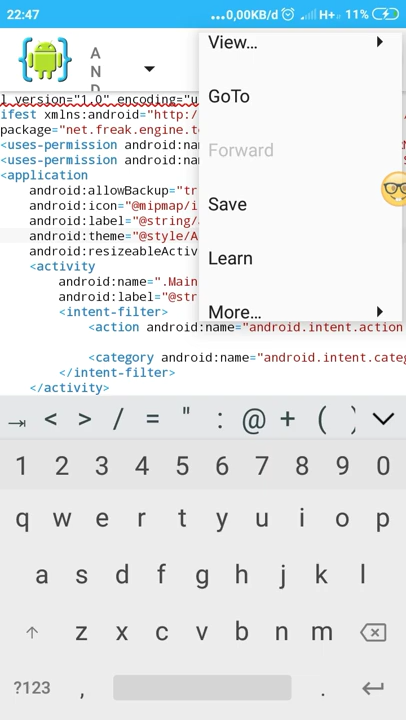 22:47 ...0,00KB/d H+ 11%
A
N
D
View...
GoTo
Forward
Save
Learn
More...
l version="1.0" encoding="u
ifest xmlns:android="http:/
package="net.freak.engine.t
<uses-permission android:na
<uses-permission android:na
<application
android:allowBackup="tr
android:icon="@mipmap/i
android:label="@string/
android:theme="@style/A
android:resizeableActiv
<activity
android:name=".Main
android:label="@str
<intent-filter>
<action android:name="android.intent.action
<category android:name="android.intent.categ
</intent-filter>
</activity>
⇥ < > / = " : @ + ( )
1 2 3 4 5 6 7 8 9 0
q w e r t y u i o p
a s d f g h j k l
z x c v b n m
?123 , .